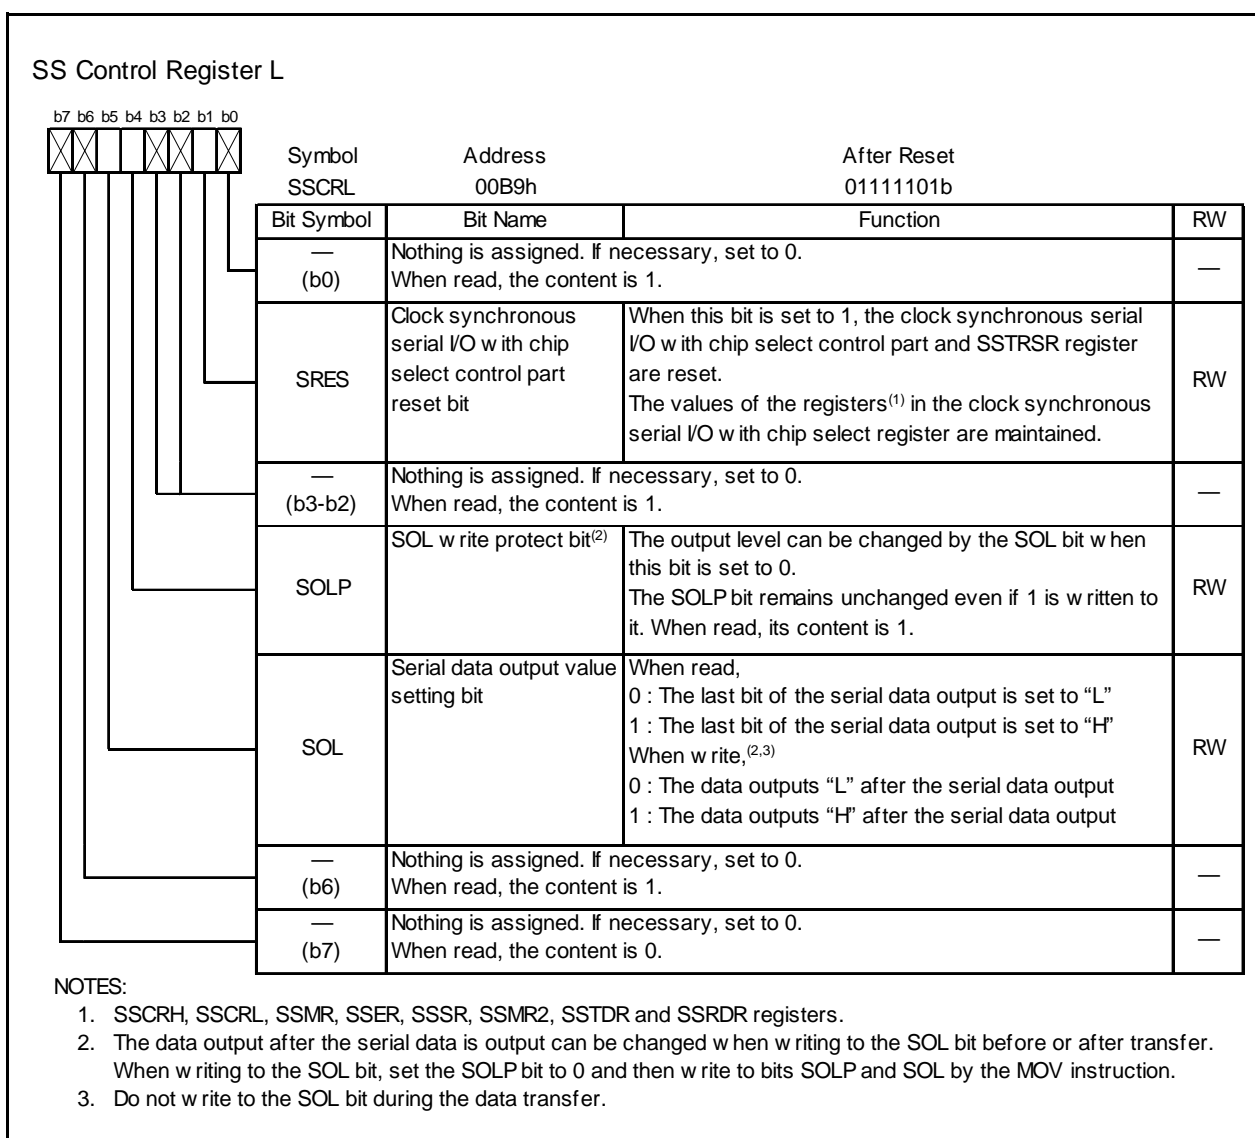 SS Control Register L
b7 b6 b5 b4 b3 b2 b1 b0
Symbol Address After Reset
SSCRL 00B9h 01111101b
Bit Symbol Bit Name Function RW
— Nothing is assigned. If necessary, set to 0.
(b0) When read, the content is 1. —
Clock synchronous When this bit is set to 1, the clock synchronous serial
serial I/O with chip I/O with chip select control part and SSTRSR register
SRES select control part are reset. RW
reset bit The values of the registers(1) in the clock synchronous
serial I/O with chip select register are maintained.
— Nothing is assigned. If necessary, set to 0.
(b3-b2) When read, the content is 1. —
SOL write protect bit(2) The output level can be changed by the SOL bit when
this bit is set to 0.
SOLP The SOLP bit remains unchanged even if 1 is written to RW
it. When read, its content is 1.
Serial data output value When read,
setting bit 0 : The last bit of the serial data output is set to “L”
1 : The last bit of the serial data output is set to “H”
SOL When write,(2,3) RW
0 : The data outputs “L” after the serial data output
1 : The data outputs “H” after the serial data output
— Nothing is assigned. If necessary, set to 0.
(b6) When read, the content is 1. —
— Nothing is assigned. If necessary, set to 0.
(b7) When read, the content is 0. —
NOTES:
1. SSCRH, SSCRL, SSMR, SSER, SSSR, SSMR2, SSTDR and SSRDR registers.
2. The data output after the serial data is output can be changed when writing to the SOL bit before or after transfer.
When writing to the SOL bit, set the SOLP bit to 0 and then write to bits SOLP and SOL by the MOV instruction.
3. Do not write to the SOL bit during the data transfer.